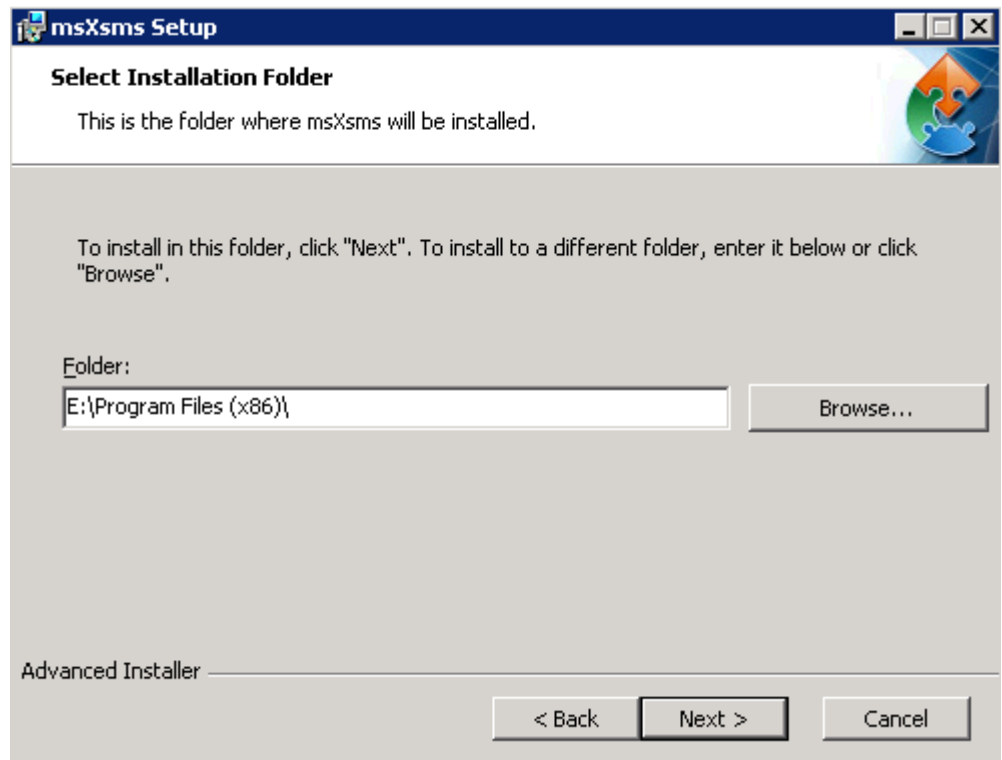 msXsms Setup
Select Installation Folder
This is the folder where msXsms will be installed.
To install in this folder, click "Next". To install to a different folder, enter it below or click
"Browse".
Folder:
E:\Program Files (x86)\
Browse...
Advanced Installer
< Back
Next >
Cancel